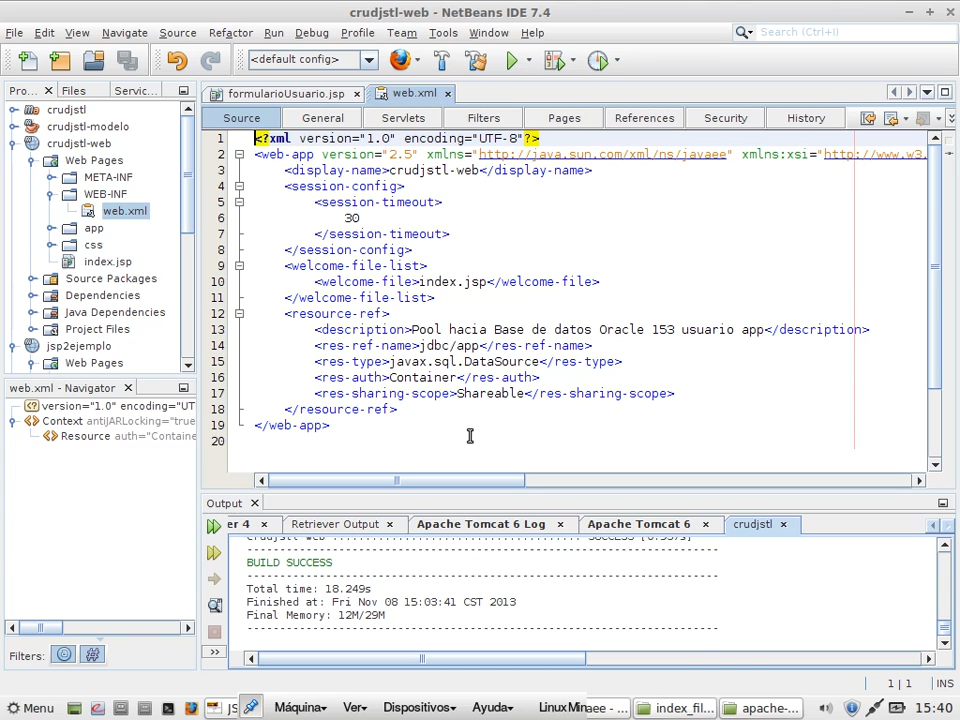 crudjstl-web - NetBeans IDE 7.4
File Edit View Navigate Source Refactor Run Debug Profile Team Tools Window Help
Search (Ctrl+I)
<default config>
Pro... Files Servic...
formularioUsuario.jsp web.xml
Source General Servlets Filters Pages References Security History
crudjstl
crudjstl-modelo
crudjstl-web
Web Pages
META-INF
WEB-INF
web.xml
app
css
index.jsp
Source Packages
Dependencies
Java Dependencies
Project Files
jsp2ejemplo
Web Pages
1 <?xml version="1.0" encoding="UTF-8"?>
2 <web-app version="2.5" xmlns="http://java.sun.com/xml/ns/javaee" xmlns:xsi="http://www.w3.
3 <display-name>crudjstl-web</display-name>
4 <session-config>
5 <session-timeout>
6 30
7 </session-timeout>
8 </session-config>
9 <welcome-file-list>
10 <welcome-file>index.jsp</welcome-file>
11 </welcome-file-list>
12 <resource-ref>
13 <description>Pool hacia Base de datos Oracle 153 usuario app</description>
14 <res-ref-name>jdbc/app</res-ref-name>
15 <res-type>javax.sql.DataSource</res-type>
16 <res-auth>Container</res-auth>
17 <res-sharing-scope>Shareable</res-sharing-scope>
18 </resource-ref>
19 </web-app>
20
web.xml - Navigator
version="1.0" encoding="UT
Context antiJARLocking="true
Resource auth="Containe
Filters:
Output
er 4 Retriever Output Apache Tomcat 6 Log Apache Tomcat 6 crudjstl
BUILD SUCCESS
------------------------------------------------------------------------
Total time: 18.249s
Finished at: Fri Nov 08 15:03:41 CST 2013
Final Memory: 12M/29M
------------------------------------------------------------------------
1 | 1 INS
Menu JS Máquina Ver Dispositivos Ayuda Linux Min aee - ... index_fil... apache-... 15:40